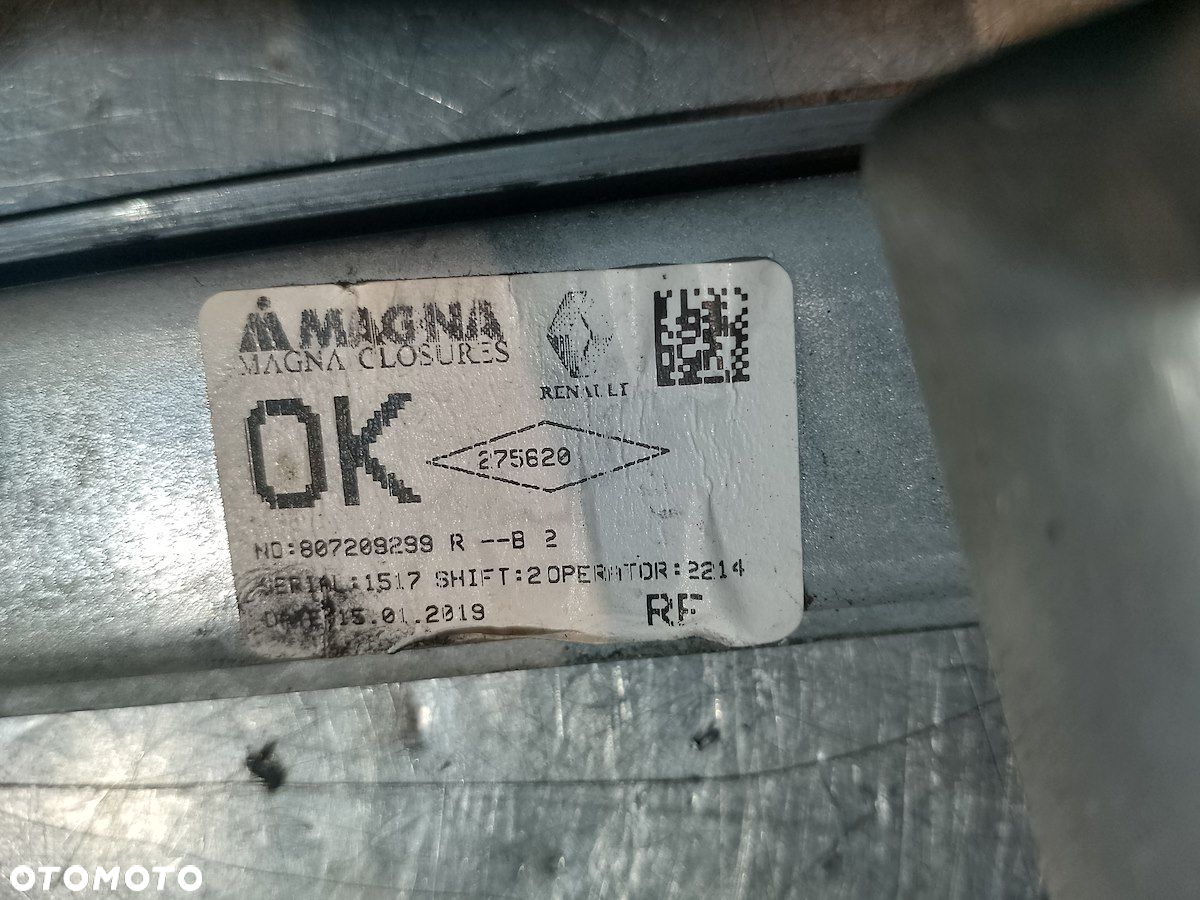 MAGNA
MAGNA CLOSURES
RENAULT
OK
275620
NO:807209299 R --B 2
SERIAL:1517 SHIFT:2 OPERATOR:2214
DATE:15.01.2019
RF
OTOMOTO